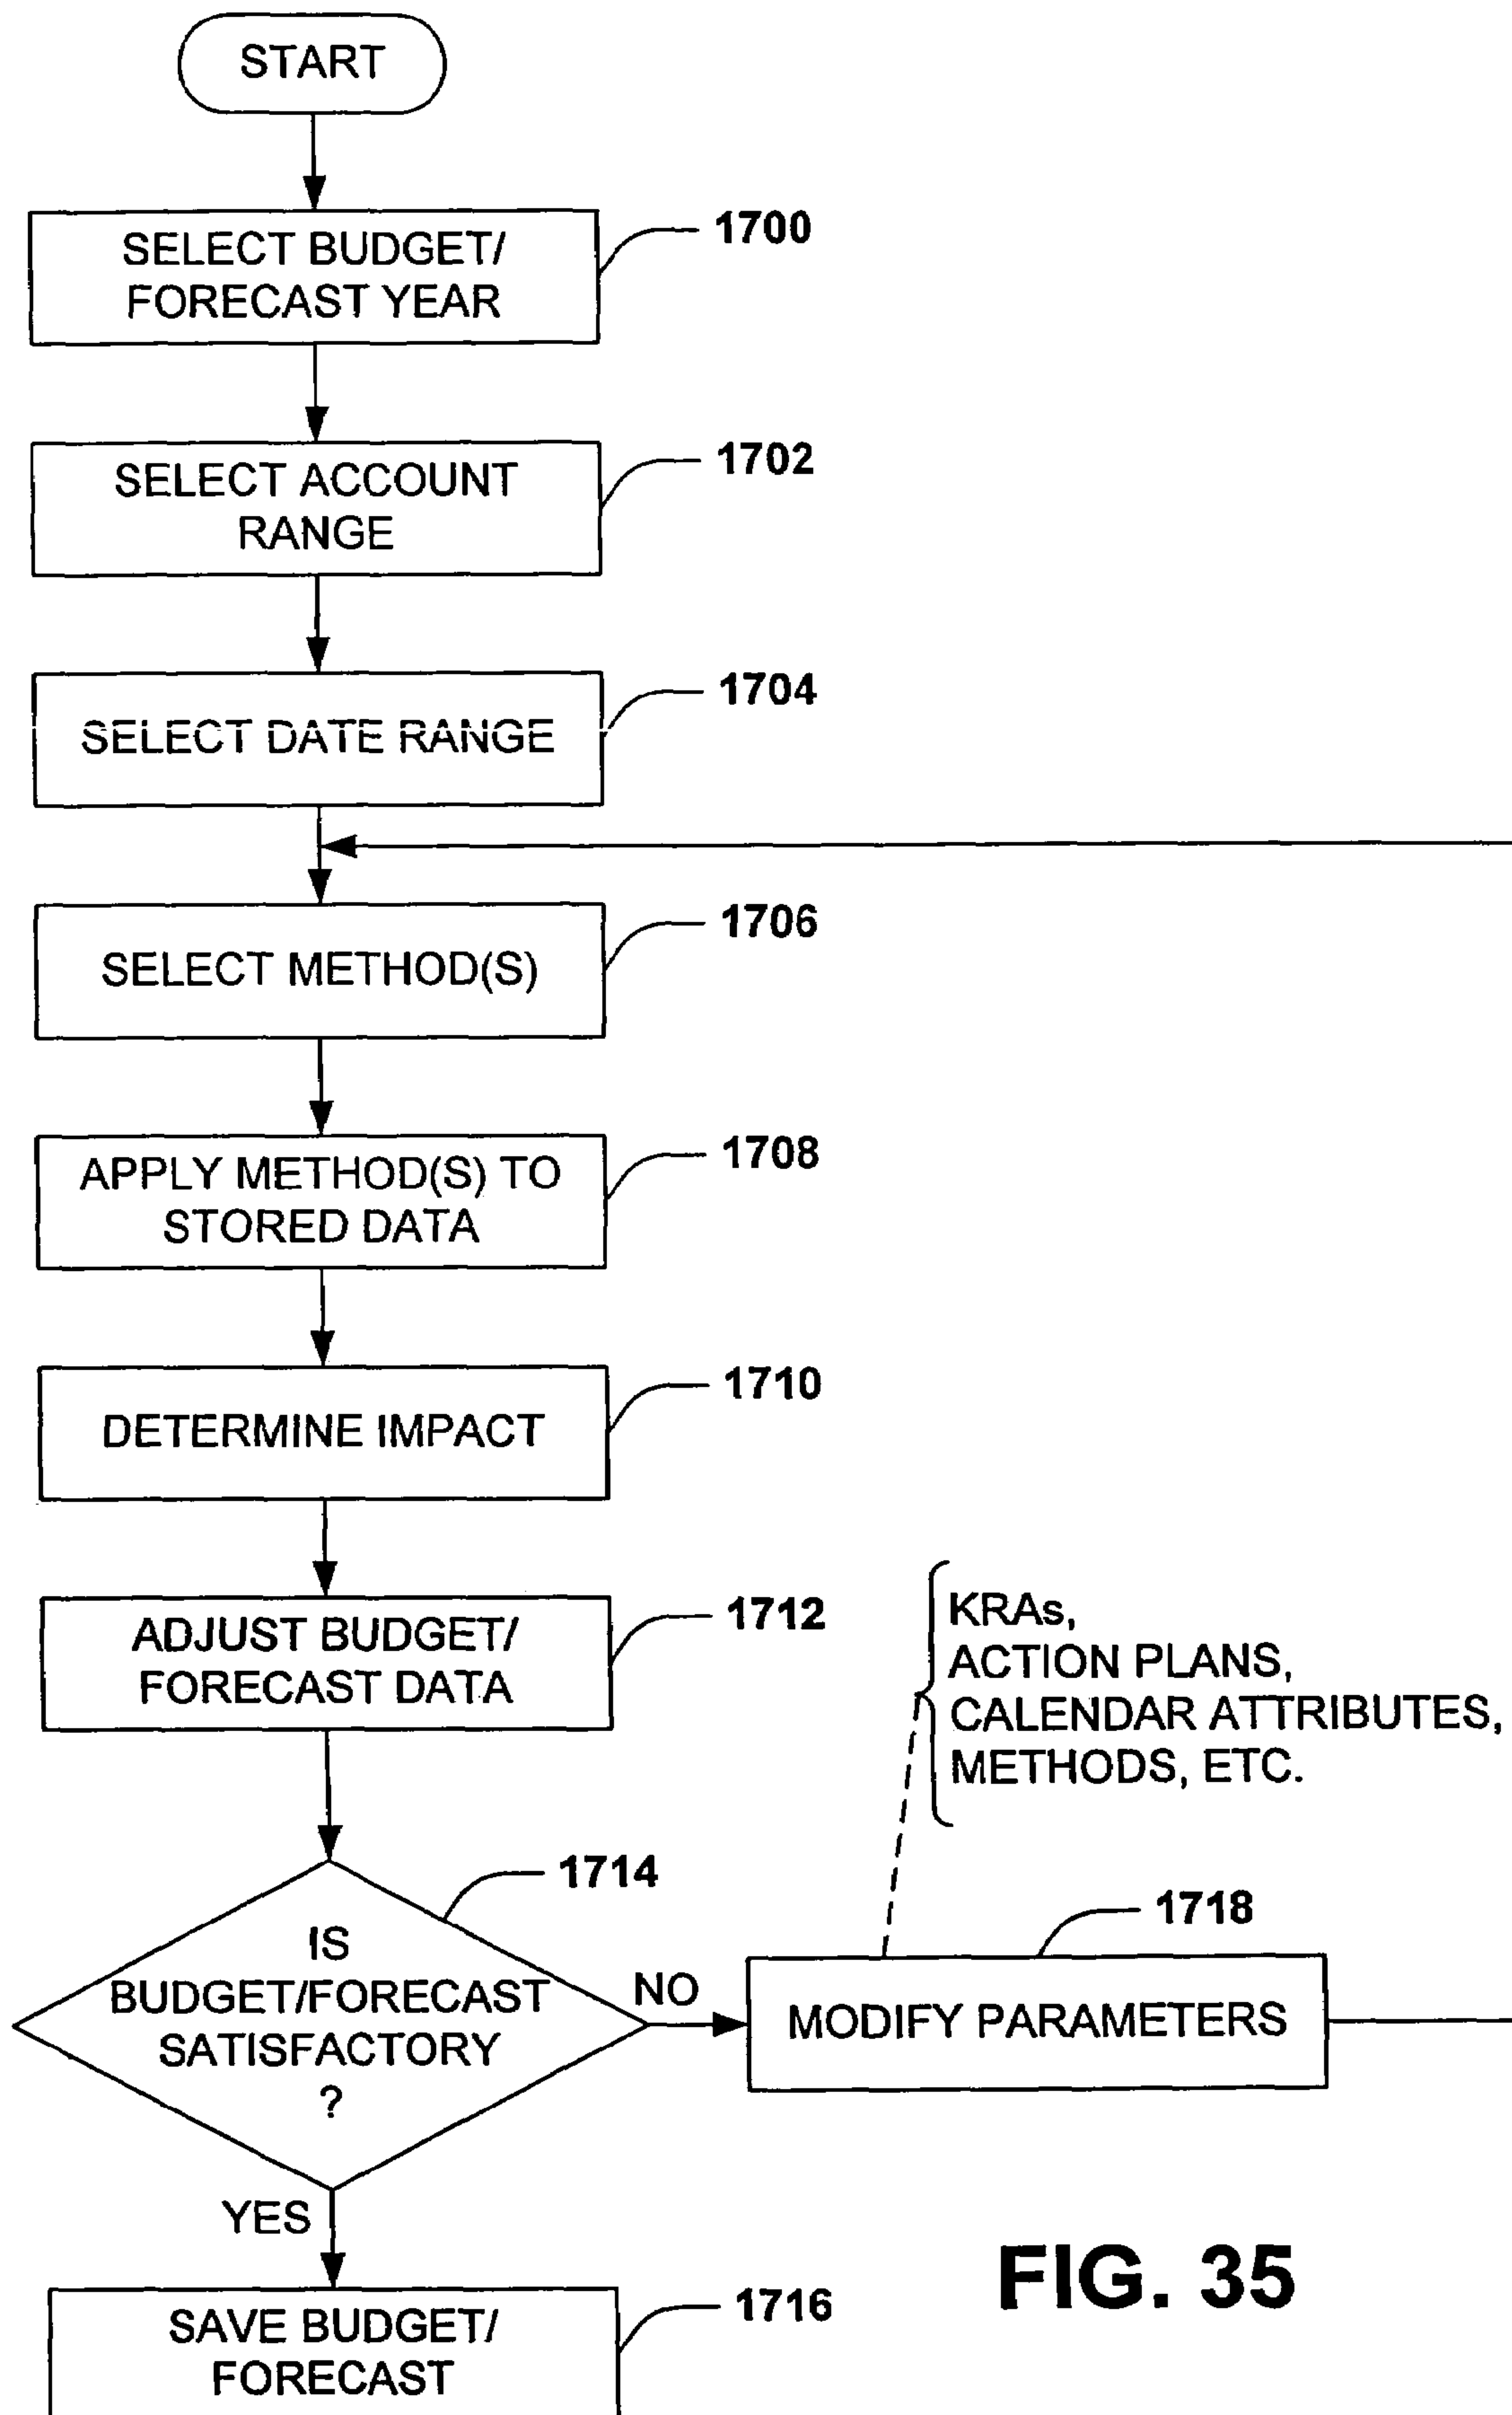 START
SELECT BUDGET/
FORECAST YEAR
1700
SELECT ACCOUNT
RANGE
1702
SELECT DATE RANGE
1704
SELECT METHOD(S)
1706
APPLY METHOD(S) TO
STORED DATA
1708
DETERMINE IMPACT
1710
ADJUST BUDGET/
FORECAST DATA
1712
KRAs,
ACTION PLANS,
CALENDAR ATTRIBUTES,
METHODS, ETC.
IS
BUDGET/FORECAST
SATISFACTORY
?
1714
NO
MODIFY PARAMETERS
1718
YES
SAVE BUDGET/
FORECAST
1716
FIG. 35